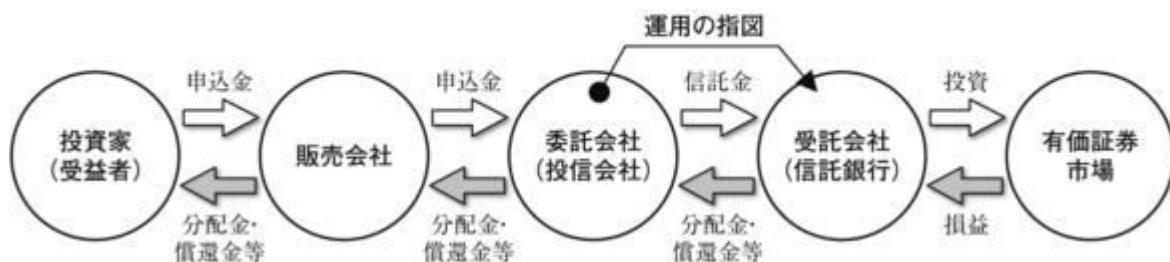 運用の指図
申込金
申込金
信託金
投資
投資家
(受益者)
販売会社
委託会社
(投信会社)
受託会社
(信託銀行)
有価証券
市場
分配金・
償還金等
分配金・
償還金等
分配金・
償還金等
損益